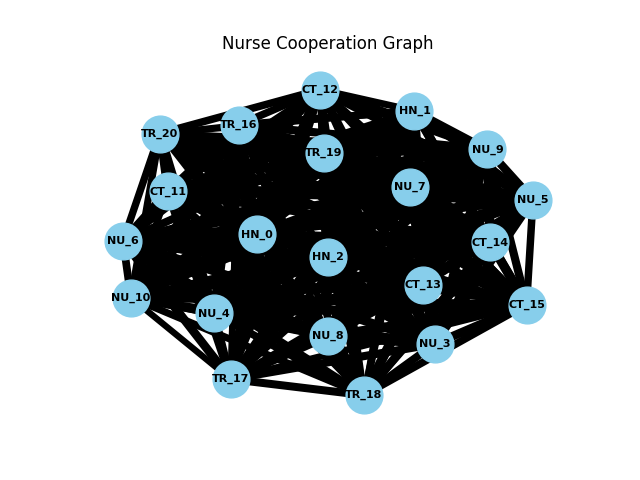 Nurse Cooperation Graph
CT_12
HN_1
TR_16
TR_20
NU_9
TR_19
NU_7
CT_11
NU_5
HN_0
NU_6
CT_14
HN_2
CT_13
NU_10
CT_15
NU_4
NU_8
NU_3
TR_17
TR_18